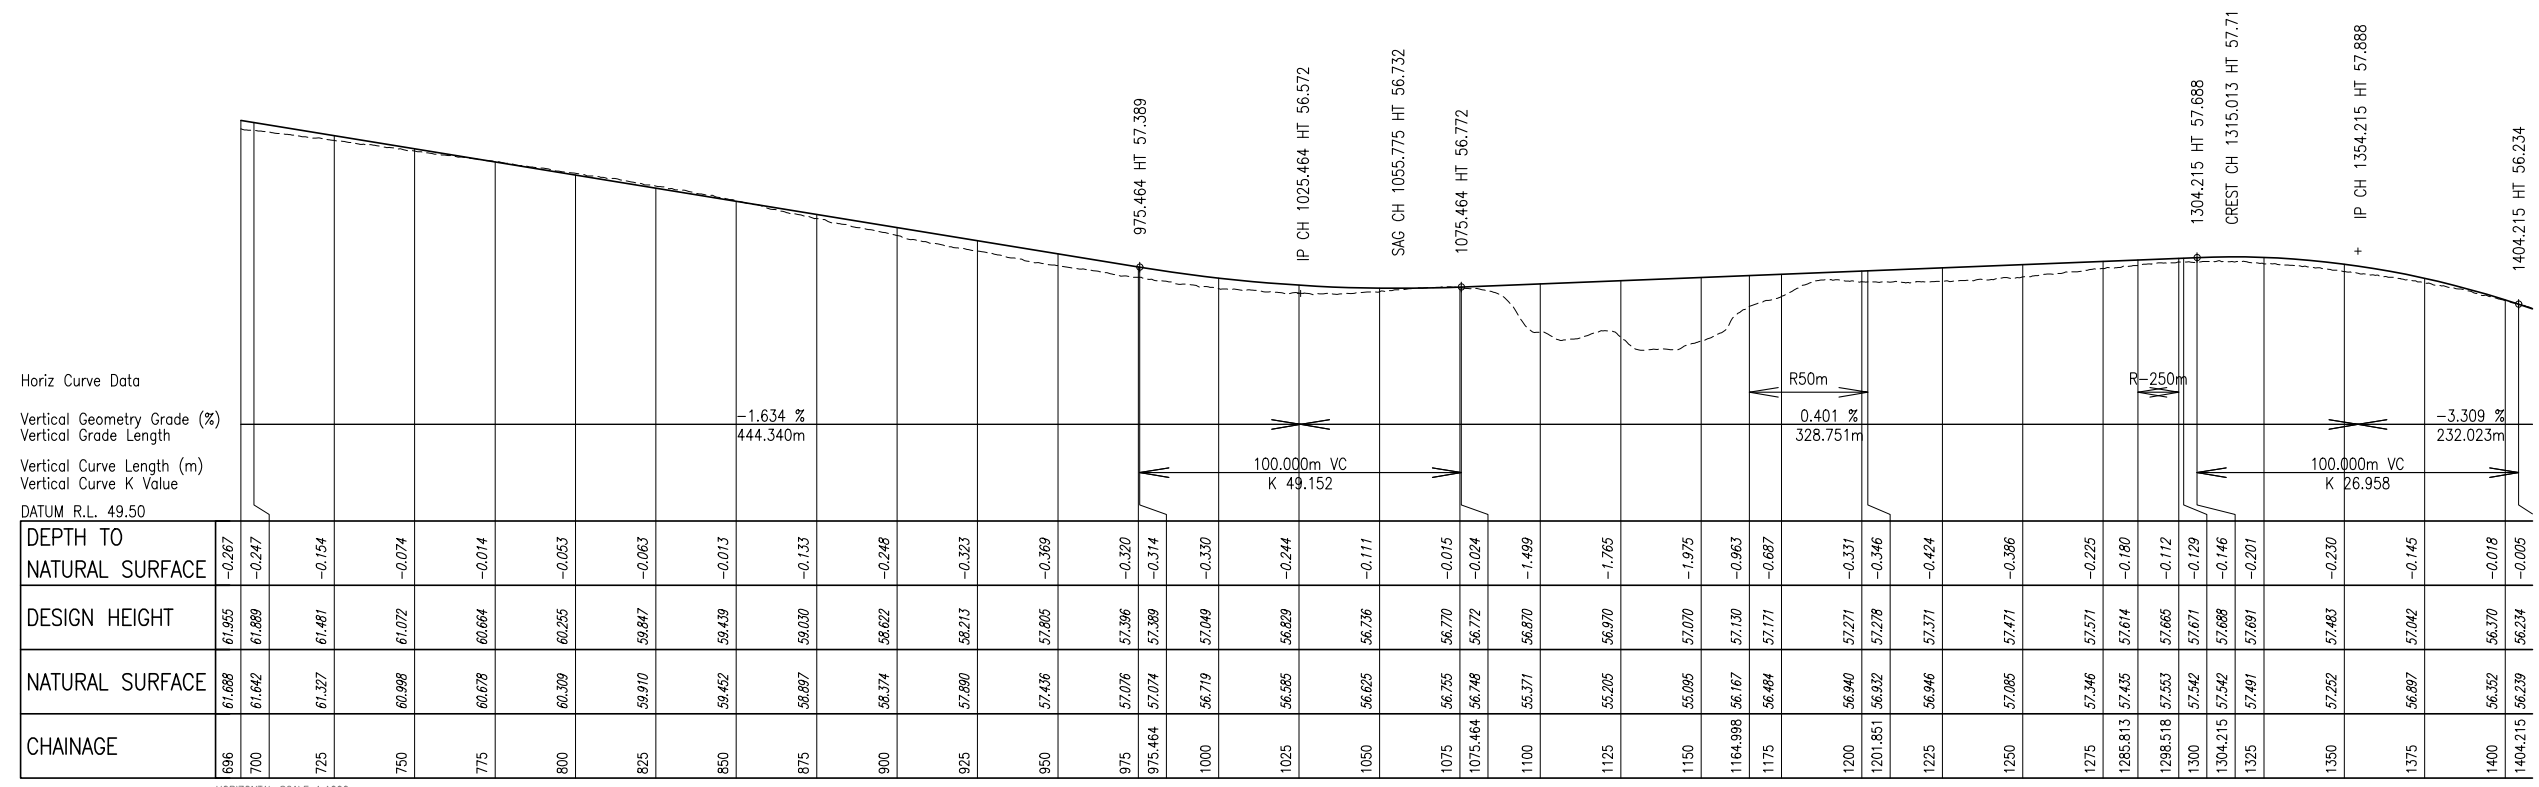 975.464 HT 57.389
IP CH 1025.464 HT 56.572
SAG CH 1055.775 HT 56.732
1075.464 HT 56.772
1304.215 HT 57.688
CREST CH 1315.013 HT 57.71
+ IP CH 1354.215 HT 57.888
1404.215 HT 56.234
Horiz Curve Data R50m R-250m
Vertical Geometry Grade (%) -1.634 % 0.401 % -3.309 %
Vertical Grade Length 444.340m 328.751m 232.023m
Vertical Curve Length (m) 100.000m VC 100.000m VC
Vertical Curve K Value K 49.152 K 26.958
DATUM R.L. 49.50
DEPTH TO
NATURAL SURFACE -0.267 -0.247 -0.154 -0.074 -0.014 -0.053 -0.063 -0.013 -0.133 -0.248 -0.323 -0.369 -0.320 -0.314 -0.330 -0.244 -0.111 -0.015 -0.024 -1.499 -1.765 -1.975 -0.963 -0.687 -0.331 -0.346 -0.424 -0.386 -0.225 -0.180 -0.112 -0.129 -0.146 -0.201 -0.230 -0.145 -0.018 -0.005
DESIGN HEIGHT 61.955 61.889 61.481 61.072 60.664 60.255 59.847 59.439 59.030 58.622 58.213 57.805 57.396 57.389 57.049 56.829 56.736 56.770 56.772 56.870 56.970 57.070 57.130 57.171 57.271 57.278 57.371 57.471 57.571 57.614 57.665 57.671 57.688 57.691 57.483 57.042 56.370 56.234
NATURAL SURFACE 61.688 61.642 61.327 60.998 60.678 60.309 59.910 59.452 58.897 58.374 57.890 57.436 57.076 57.074 56.719 56.585 56.625 56.755 56.748 55.371 55.205 55.095 56.167 56.484 56.940 56.932 56.946 57.085 57.346 57.435 57.553 57.542 57.542 57.491 57.252 56.897 56.352 56.239
CHAINAGE 696 700 725 750 775 800 825 850 875 900 925 950 975 975.464 1000 1025 1050 1075 1075.464 1100 1125 1150 1164.998 1175 1200 1201.851 1225 1250 1275 1285.813 1298.518 1300 1304.215 1325 1350 1375 1400 1404.215